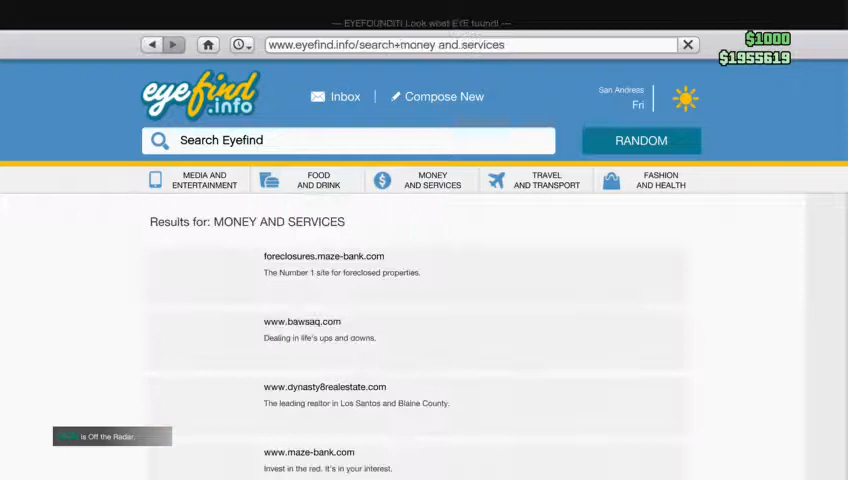 — EYEFOUNDIT! Look what EYE found! —
www.eyefind.info/search+money and.services
$1000
$1955619
eyefind
.info
Inbox
Compose New
San Andreas
Fri
Search Eyefind
RANDOM
MEDIA AND
ENTERTAINMENT
FOOD
AND DRINK
MONEY
AND SERVICES
TRAVEL
AND TRANSPORT
FASHION
AND HEALTH
Results for: MONEY AND SERVICES
foreclosures.maze-bank.com
The Number 1 site for foreclosed properties.
www.bawsaq.com
Dealing in life's ups and downs.
www.dynasty8realestate.com
The leading realtor in Los Santos and Blaine County.
is Off the Radar.
www.maze-bank.com
Invest in the red. It's in your interest.